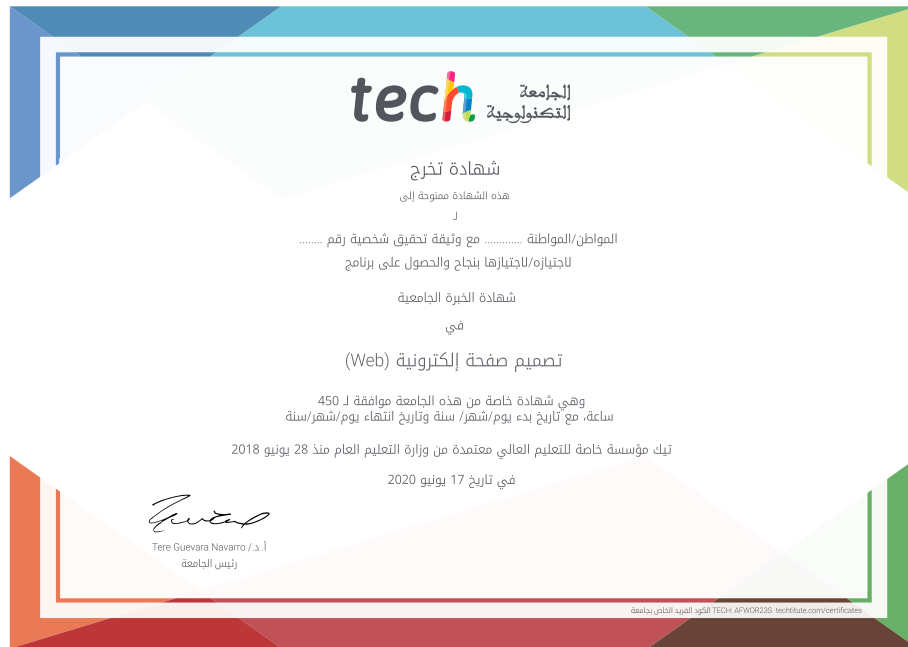 tech الجامعة
التكنولوجية
شهادة تخرج
هذه الشهادة ممنوحة إلى
لـ
المواطن/المواطنة ............. مع وثيقة تحقيق شخصية رقم ........
لاجتيازه/لاجتيازها بنجاح والحصول على برنامج
شهادة الخبرة الجامعية
في
تصميم صفحة إلكترونية (Web)
وهي شهادة خاصة من هذه الجامعة موافقة لـ 450
ساعة، مع تاريخ بدء يوم/شهر/ سنة وتاريخ انتهاء يوم/شهر/سنة
تيك مؤسسة خاصة للتعليم العالي معتمدة من وزارة التعليم العام منذ 28 يونيو 2018
في تاريخ 17 يونيو 2020
أ. د./ Tere Guevara Navarro
رئيس الجامعة
الكود الفريد الخاص بجامعة TECH: AFWOR23S techtitute.com/certificates